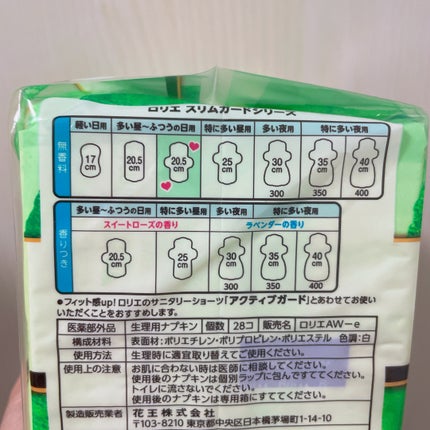 ロリエ スリムガードシリーズ
軽い日用 多い昼〜ふつうの日用 特に多い昼用 多い夜用 特に多い夜用
無香料
17cm 20.5cm 20.5cm 25cm 30cm 35cm 40cm
300 350 400
多い昼〜ふつうの日用 特に多い昼用 多い夜用 特に多い夜用
香りつき
スイートローズの香り ラベンダーの香り
20.5cm 25cm 30cm 35cm 40cm
300 350 400
●フィット感up! ロリエのサニタリーショーツ「アクティブガード」とあわせてお使い
いただくことをおすすめします。
医薬部外品 生理用ナプキン 個数 28コ 販売名 ロリエAW-e
構成材料 表面材:ポリエチレン・ポリプロピレン・ポリエステル 色調:白
使用方法 生理時に適宜取り替えてご使用ください。
使用上の注意 お肌に合わない時は医師に相談してください。
使用後のナプキンは個別ラップに包んですててください。
トイレに流さないでください。
使用後のナプキンは専用箱にすててください。
製造販売業者 花王株式会社
〒103-8210 東京都中央区日本橋茅場町1-14-10